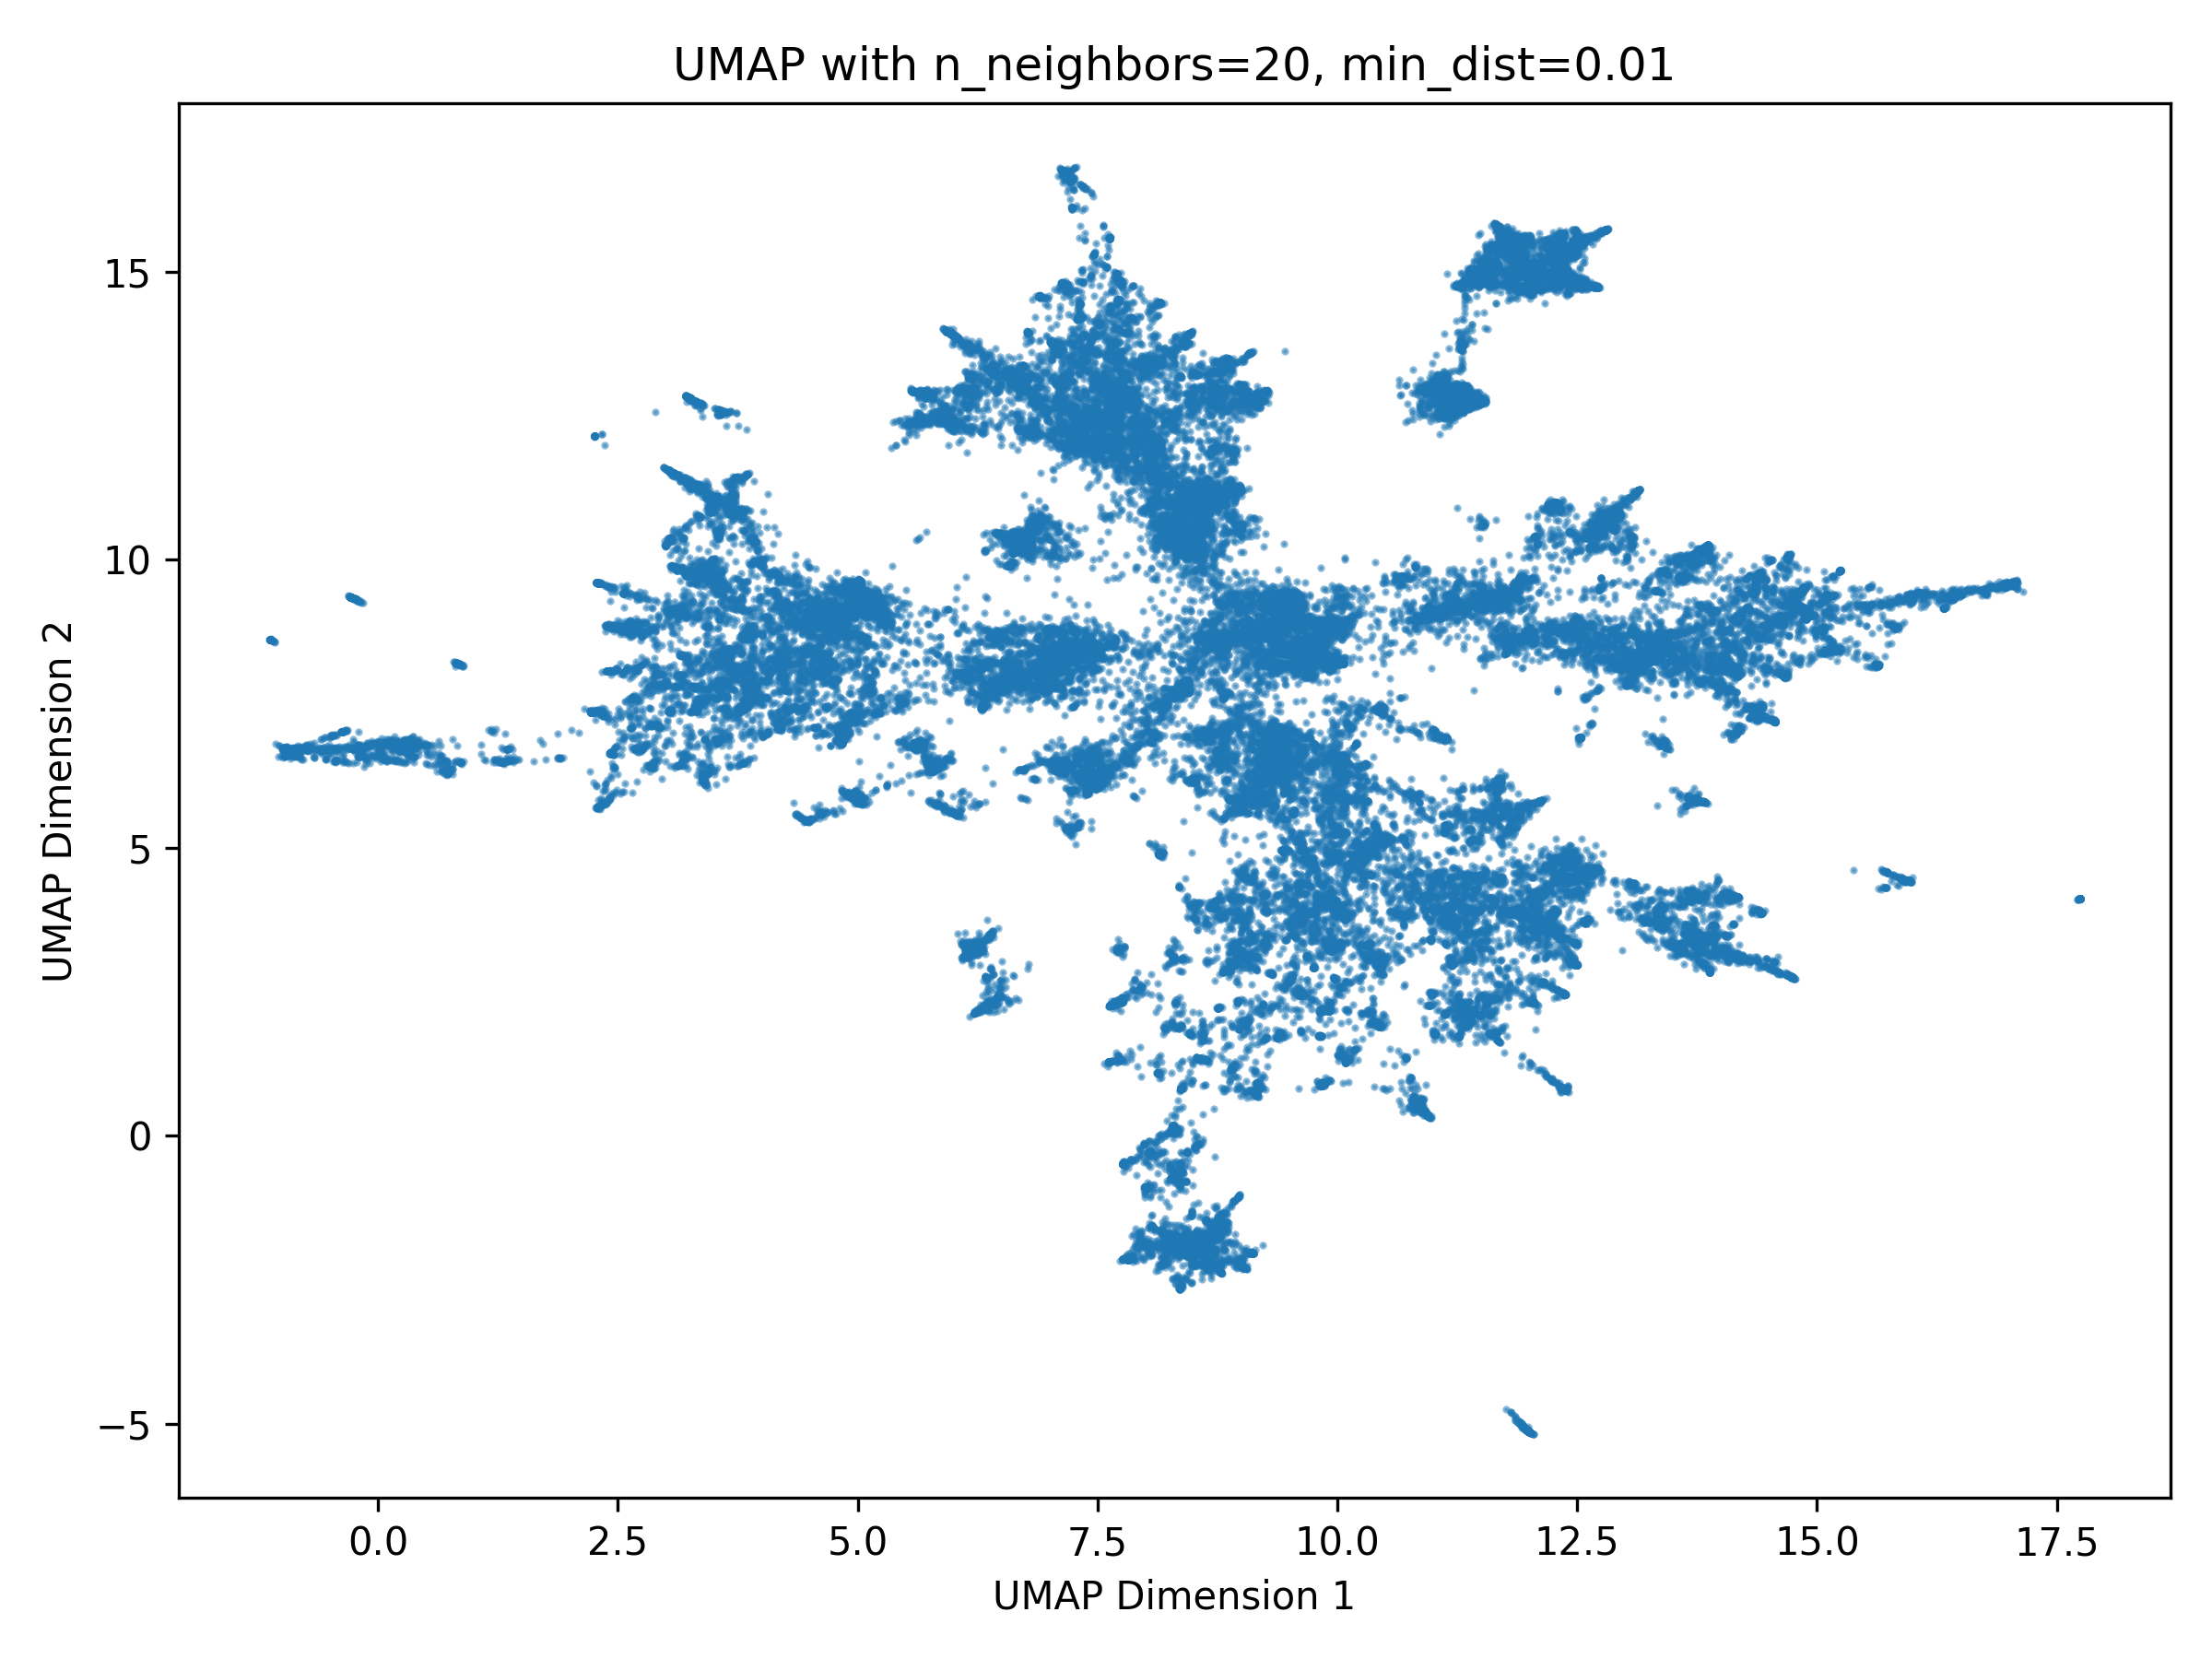 UMAP with n_neighbors=20, min_dist=0.01
UMAP Dimension 2
15
10
5
0
−5
0.0 2.5 5.0 7.5 10.0 12.5 15.0 17.5
UMAP Dimension 1